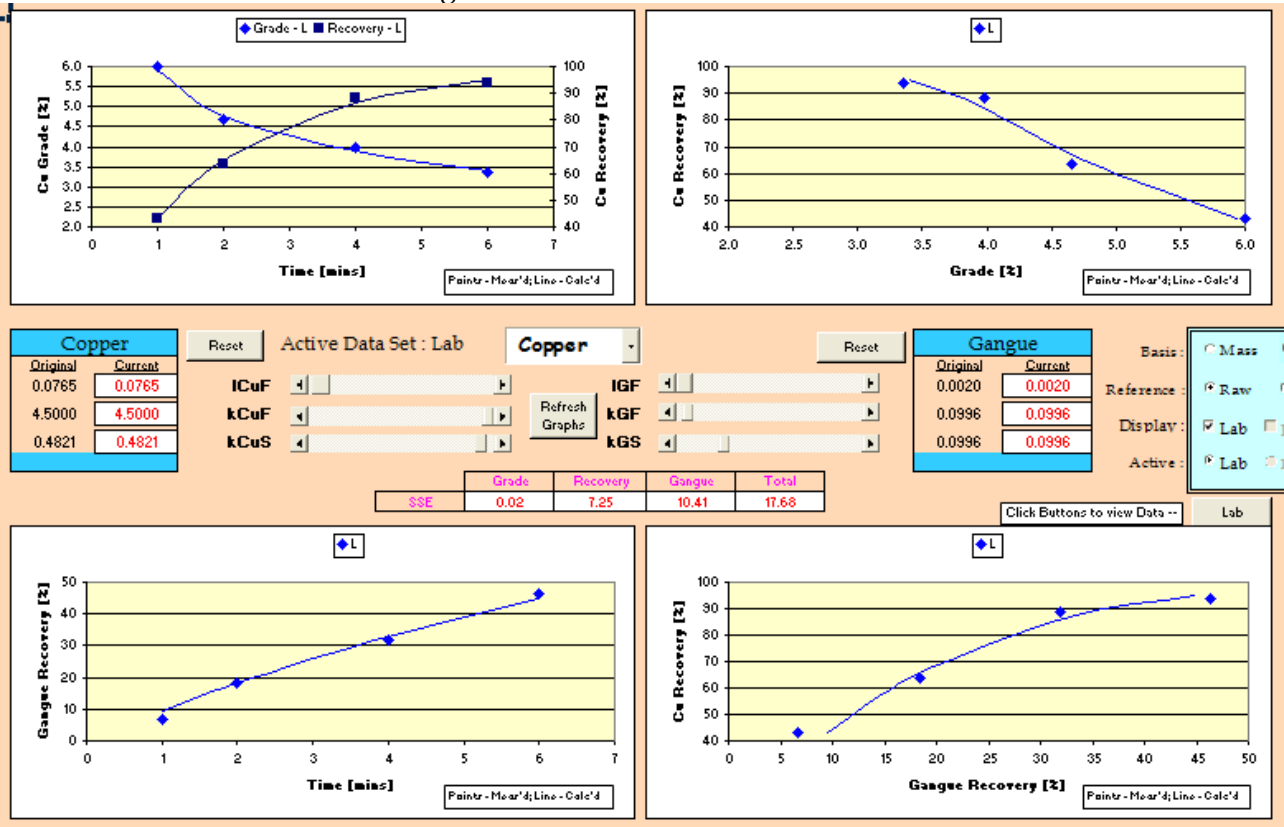 Grade - L Recovery - L
6.0
5.5
5.0
4.5
4.0
3.5
3.0
2.5
2.0
Cu Grade [%]
100
90
80
70
60
50
40
Cu Recovery [%]
0 1 2 3 4 5 6 7
Time [mins]
Points - Meas'd; Line - Calc'd
L
100
90
80
70
60
50
40
Cu Recovery [%]
2.0 2.5 3.0 3.5 4.0 4.5 5.0 5.5 6.0
Grade [%]
Points - Meas'd; Line - Calc'd
Copper
Original Current
0.0765 0.0765
4.5000 4.5000
0.4821 0.4821
Reset Active Data Set : Lab Copper Reset
ICuF
kCuF
kCuS
Refresh
Graphs
IGF
kGF
kGS
Gangue
Original Current
0.0020 0.0020
0.0996 0.0996
0.0996 0.0996
Basis : Mass
Reference : Raw
Display : Lab
Active : Lab
Grade Recovery Gangue Total
SSE 0.02 7.25 10.41 17.68
Click Buttons to view Data -- Lab
L
50
40
30
20
10
0
Gangue Recovery [%]
0 1 2 3 4 5 6 7
Time [mins]
Points - Meas'd; Line - Calc'd
L
100
90
80
70
60
50
40
Cu Recovery [%]
0 5 10 15 20 25 30 35 40 45 50
Gangue Recovery [%]
Points - Meas'd; Line - Calc'd